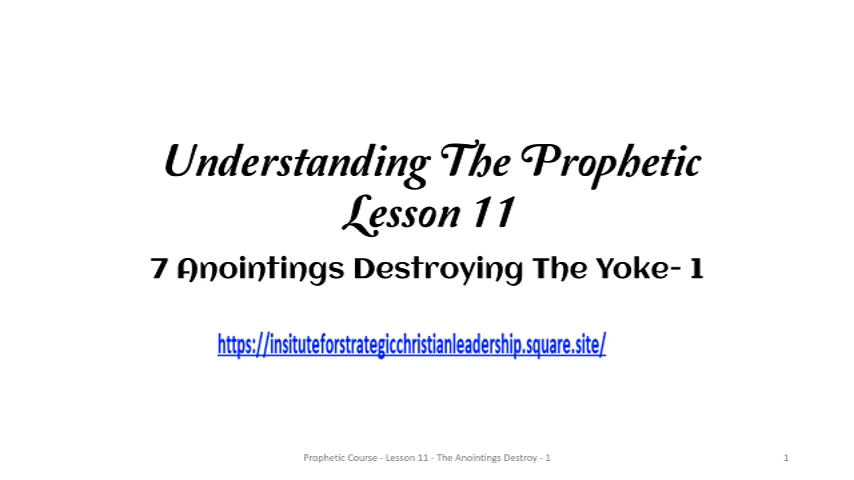 Understanding The Prophetic
Lesson 11
7 Anointings Destroying The Yoke- 1
https://insituteforstrategicchristianleadership.square.site/
Prophetic Course - Lesson 11 - The Anointings Destroy - 1
1